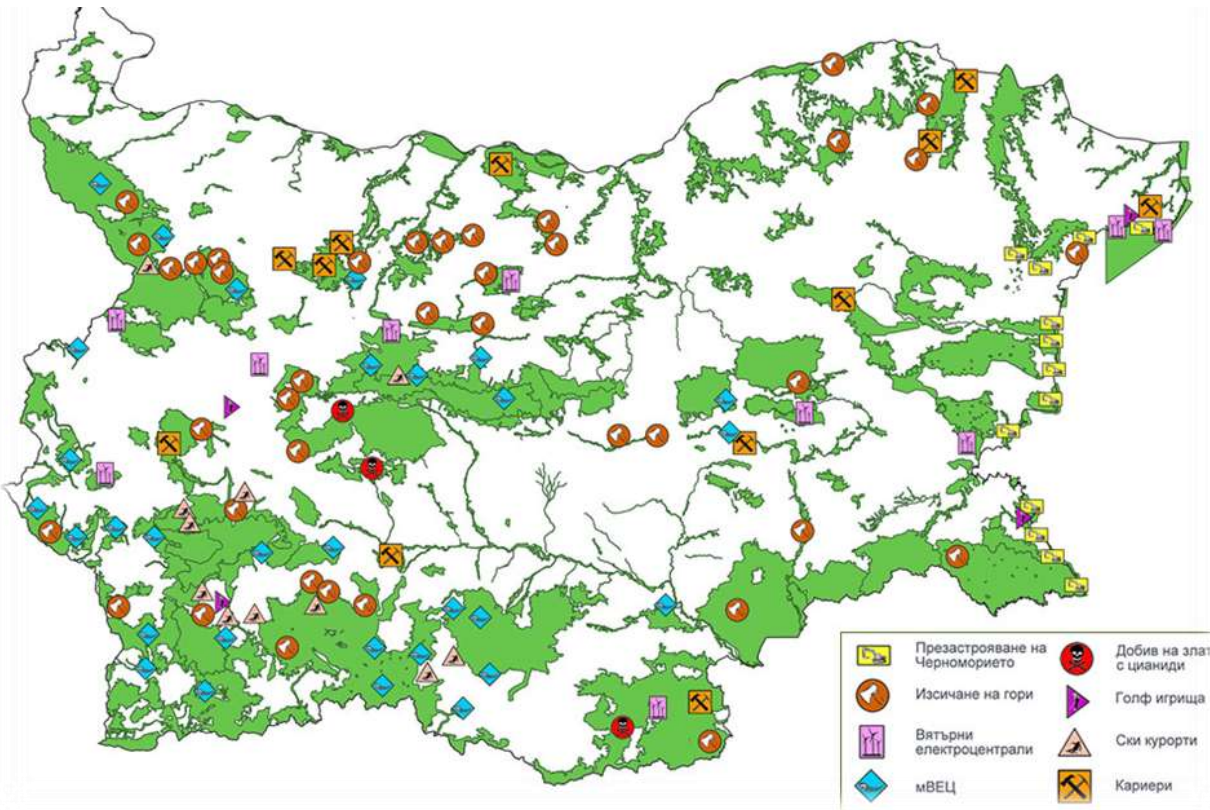 Презастрояване на
Черноморието
Изсичане на гори
Вятърни
електроцентрали
мВЕЦ
Добив на злат
с цианиди
Голф игрища
Ски курорти
Кариери